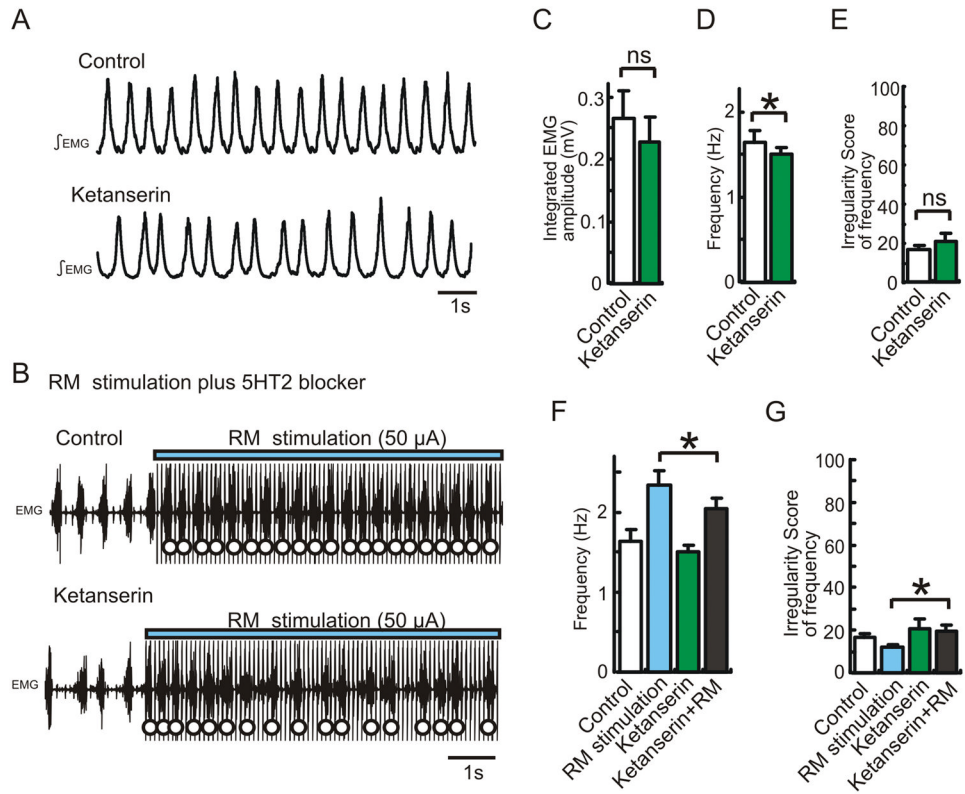 A
Control
∫EMG
Ketanserin
∫EMG
1s
B
RM stimulation plus 5HT2 blocker
Control
RM stimulation (50 µA)
EMG
Ketanserin
RM stimulation (50 µA)
EMG
1s
C
ns
Integrated EMG
amplitude (mV)
0.3
0.2
0.1
0
Control
Ketanserin
D
*
Frequency (Hz)
2
1
0
Control
Ketanserin
E
Irregularity Score
of frequency
100
80
60
40
20
0
ns
Control
Ketanserin
F
*
Frequency (Hz)
2
1
0
Control
RM stimulation
Ketanserin
Ketanserin+RM
G
Irregularity Score
of frequency
100
80
60
40
20
0
*
Control
RM stimulation
Ketanserin
Ketanserin+RM